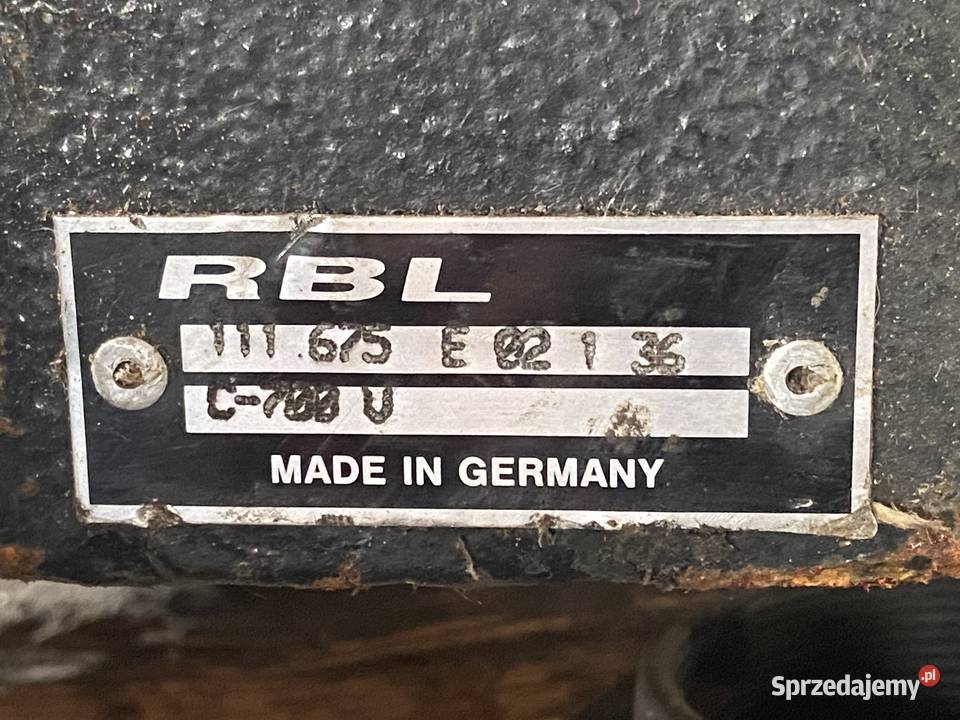 RBL
111 675 E 02 1 36
C-700 U
MADE IN GERMANY
Sprzedajemy.pl